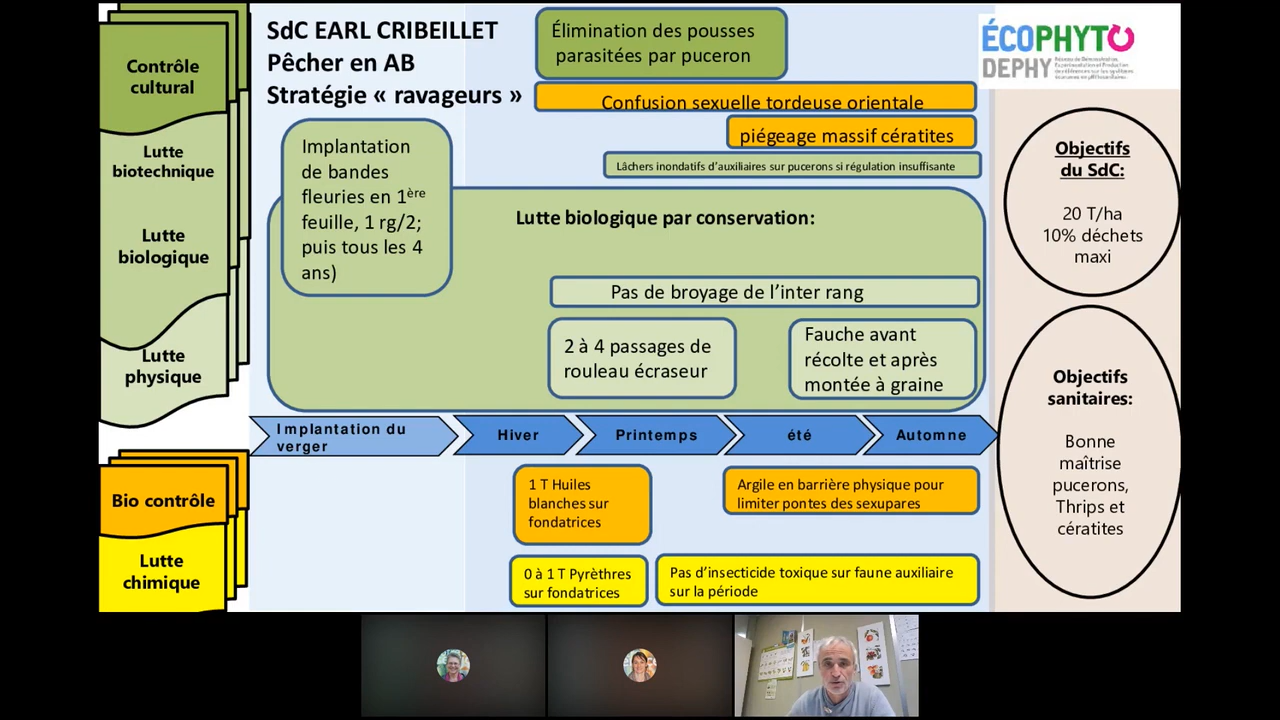 SdC EARL CRIBEILLET
Pêcher en AB
Stratégie « ravageurs »
Contrôle
cultural
Lutte
biotechnique
Lutte
biologique
Lutte
physique
Bio contrôle
Lutte
chimique
Élimination des pousses
parasitées par puceron
Confusion sexuelle tordeuse orientale
piégeage massif cératites
Lâchers inondatifs d'auxiliaires sur pucerons si régulation insuffisante
Implantation
de bandes
fleuries en 1ère
feuille, 1 rg/2;
puis tous les 4
ans)
Lutte biologique par conservation:
Pas de broyage de l'inter rang
2 à 4 passages de
rouleau écraseur
Fauche avant
récolte et après
montée à graine
Implantation du
verger
Hiver
Printemps
été
Automne
1 T Huiles
blanches sur
fondatrices
Argile en barrière physique pour
limiter pontes des sexupares
0 à 1 T Pyrèthres
sur fondatrices
Pas d'insecticide toxique sur faune auxiliaire
sur la période
ÉCOPHYTO
DEPHY
Objectifs
du SdC:
20 T/ha
10% déchets
maxi
Objectifs
sanitaires:
Bonne
maîtrise
pucerons,
Thrips et
cératites